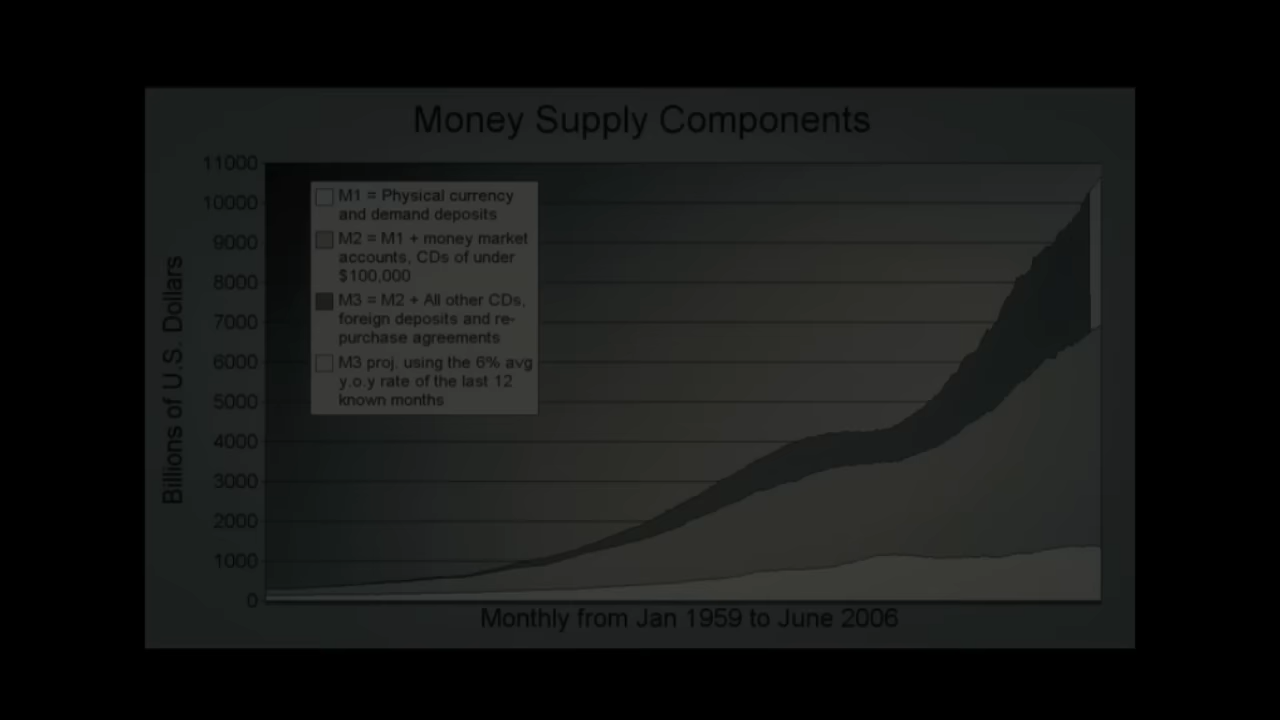 Money Supply Components
11000
10000
9000
8000
7000
6000
5000
4000
3000
2000
1000
0
Billions of U.S. Dollars
M1 = Physical currency
and demand deposits
M2 = M1 + money market
accounts, CDs of under
$100,000
M3 = M2 + All other CDs,
foreign deposits and re-
purchase agreements
M3 proj. using the 6% avg
y.o.y rate of the last 12
known months
Monthly from Jan 1959 to June 2006